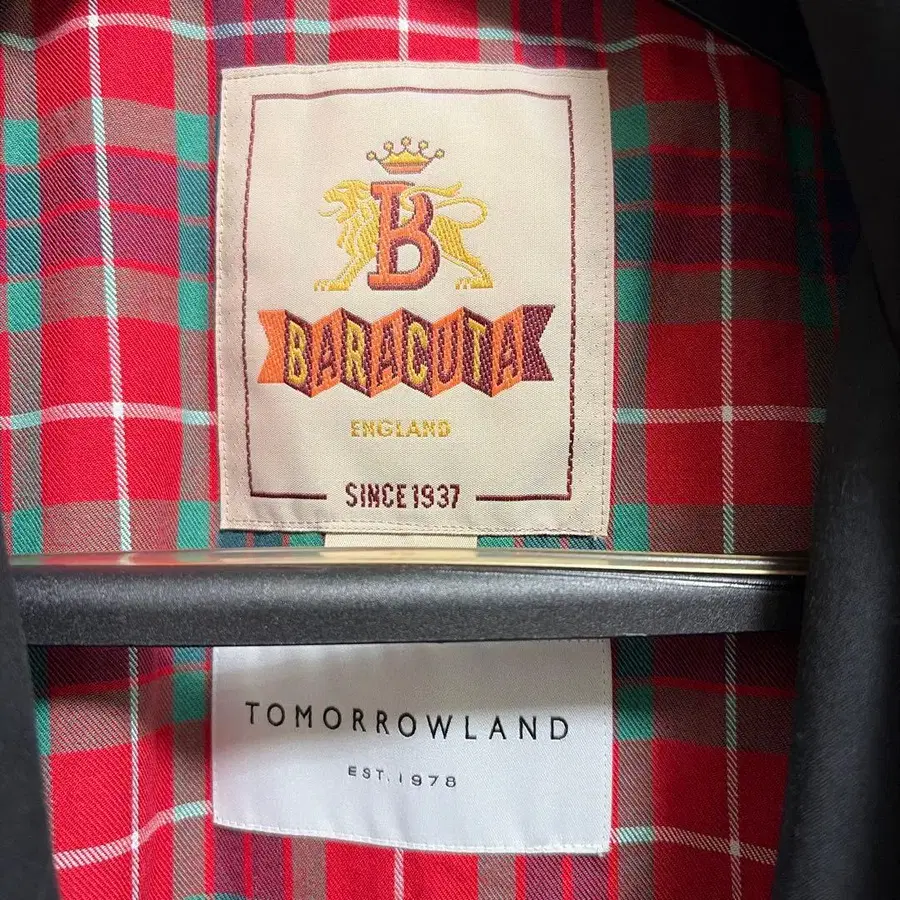 B
BARACUTA
ENGLAND
SINCE 1937
TOMORROWLAND
EST. 1978